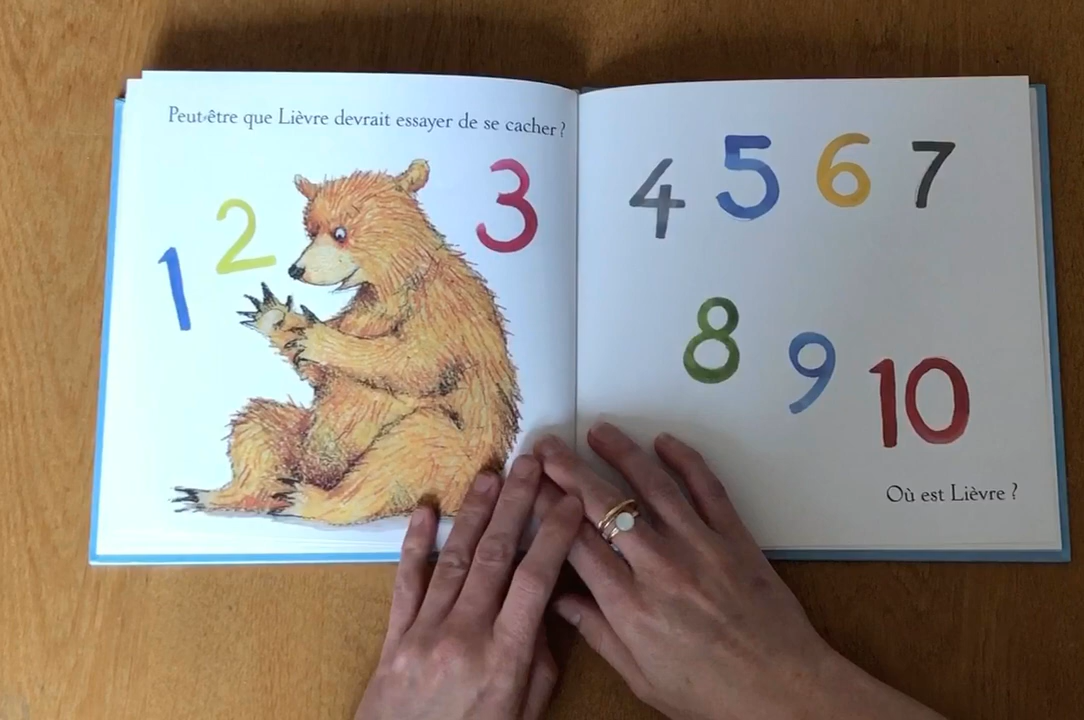 Peut-être que Lièvre devrait essayer de se cacher ?
1 2 3
4 5 6 7
8 9 10
Où est Lièvre ?